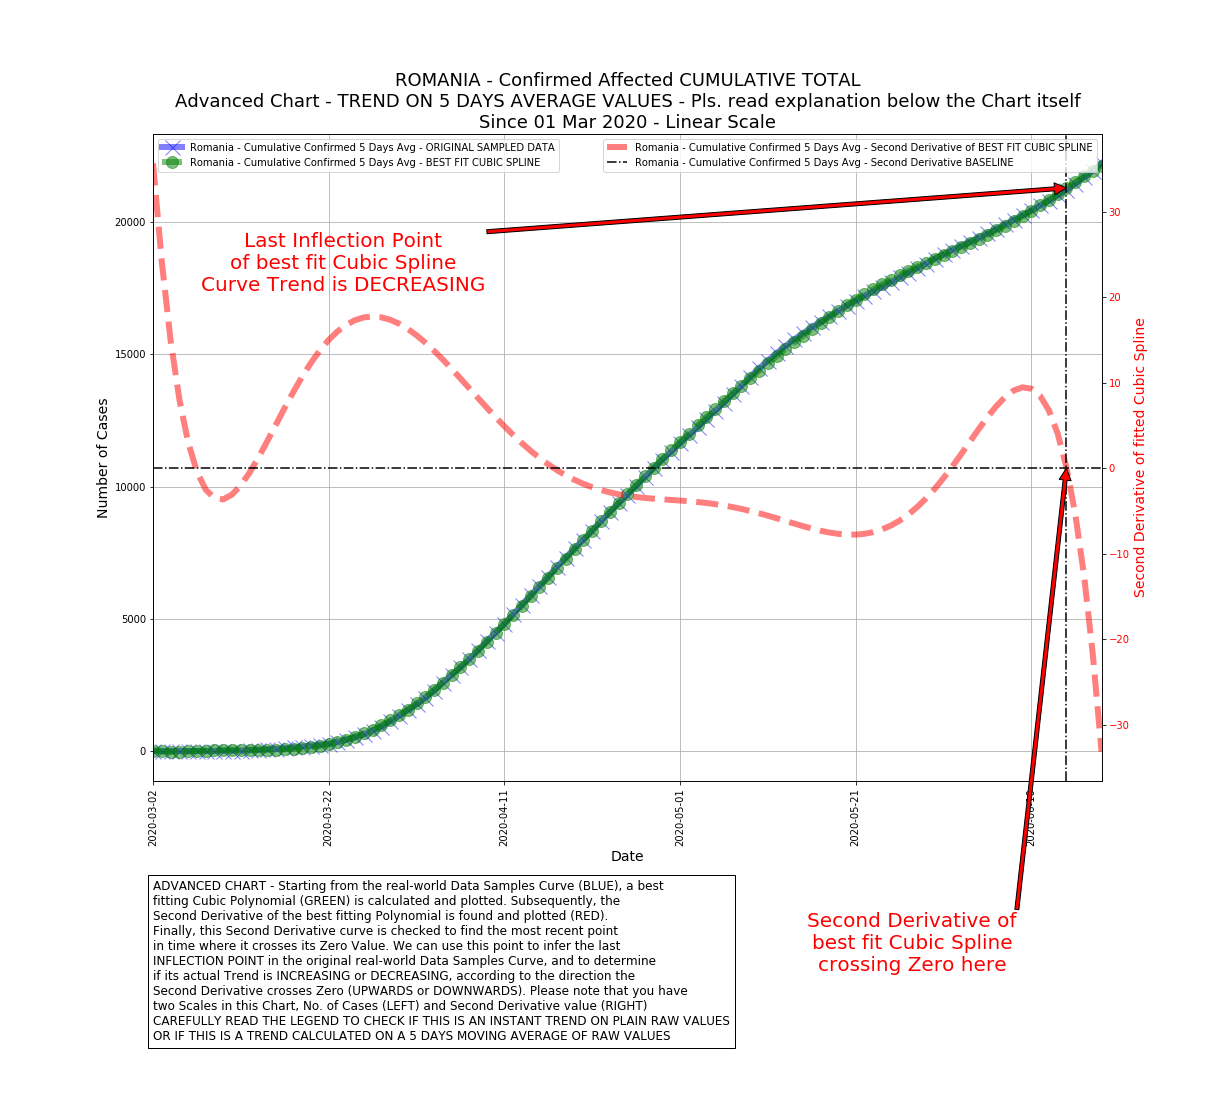 ROMANIA - Confirmed Affected CUMULATIVE TOTAL
Advanced Chart - TREND ON 5 DAYS AVERAGE VALUES - Pls. read explanation below the Chart itself
Since 01 Mar 2020 - Linear Scale
Romania - Cumulative Confirmed 5 Days Avg - ORIGINAL SAMPLED DATA
Romania - Cumulative Confirmed 5 Days Avg - BEST FIT CUBIC SPLINE
Romania - Cumulative Confirmed 5 Days Avg - Second Derivative of BEST FIT CUBIC SPLINE
Romania - Cumulative Confirmed 5 Days Avg - Second Derivative BASELINE
Last Inflection Point
of best fit Cubic Spline
Curve Trend is DECREASING
Number of Cases
20000
15000
10000
5000
0
30
20
10
0
−10
−20
−30
Second Derivative of fitted Cubic Spline
2020-03-02
2020-03-22
2020-04-11
2020-05-01
2020-05-21
2020-06-10
Date
ADVANCED CHART - Starting from the real-world Data Samples Curve (BLUE), a best
fitting Cubic Polynomial (GREEN) is calculated and plotted. Subsequently, the
Second Derivative of the best fitting Polynomial is found and plotted (RED).
Finally, this Second Derivative curve is checked to find the most recent point
in time where it crosses its Zero Value. We can use this point to infer the last
INFLECTION POINT in the original real-world Data Samples Curve, and to determine
if its actual Trend is INCREASING or DECREASING, according to the direction the
Second Derivative crosses Zero (UPWARDS or DOWNWARDS). Please note that you have
two Scales in this Chart, No. of Cases (LEFT) and Second Derivative value (RIGHT)
CAREFULLY READ THE LEGEND TO CHECK IF THIS IS AN INSTANT TREND ON PLAIN RAW VALUES
OR IF THIS IS A TREND CALCULATED ON A 5 DAYS MOVING AVERAGE OF RAW VALUES
Second Derivative of
best fit Cubic Spline
crossing Zero here